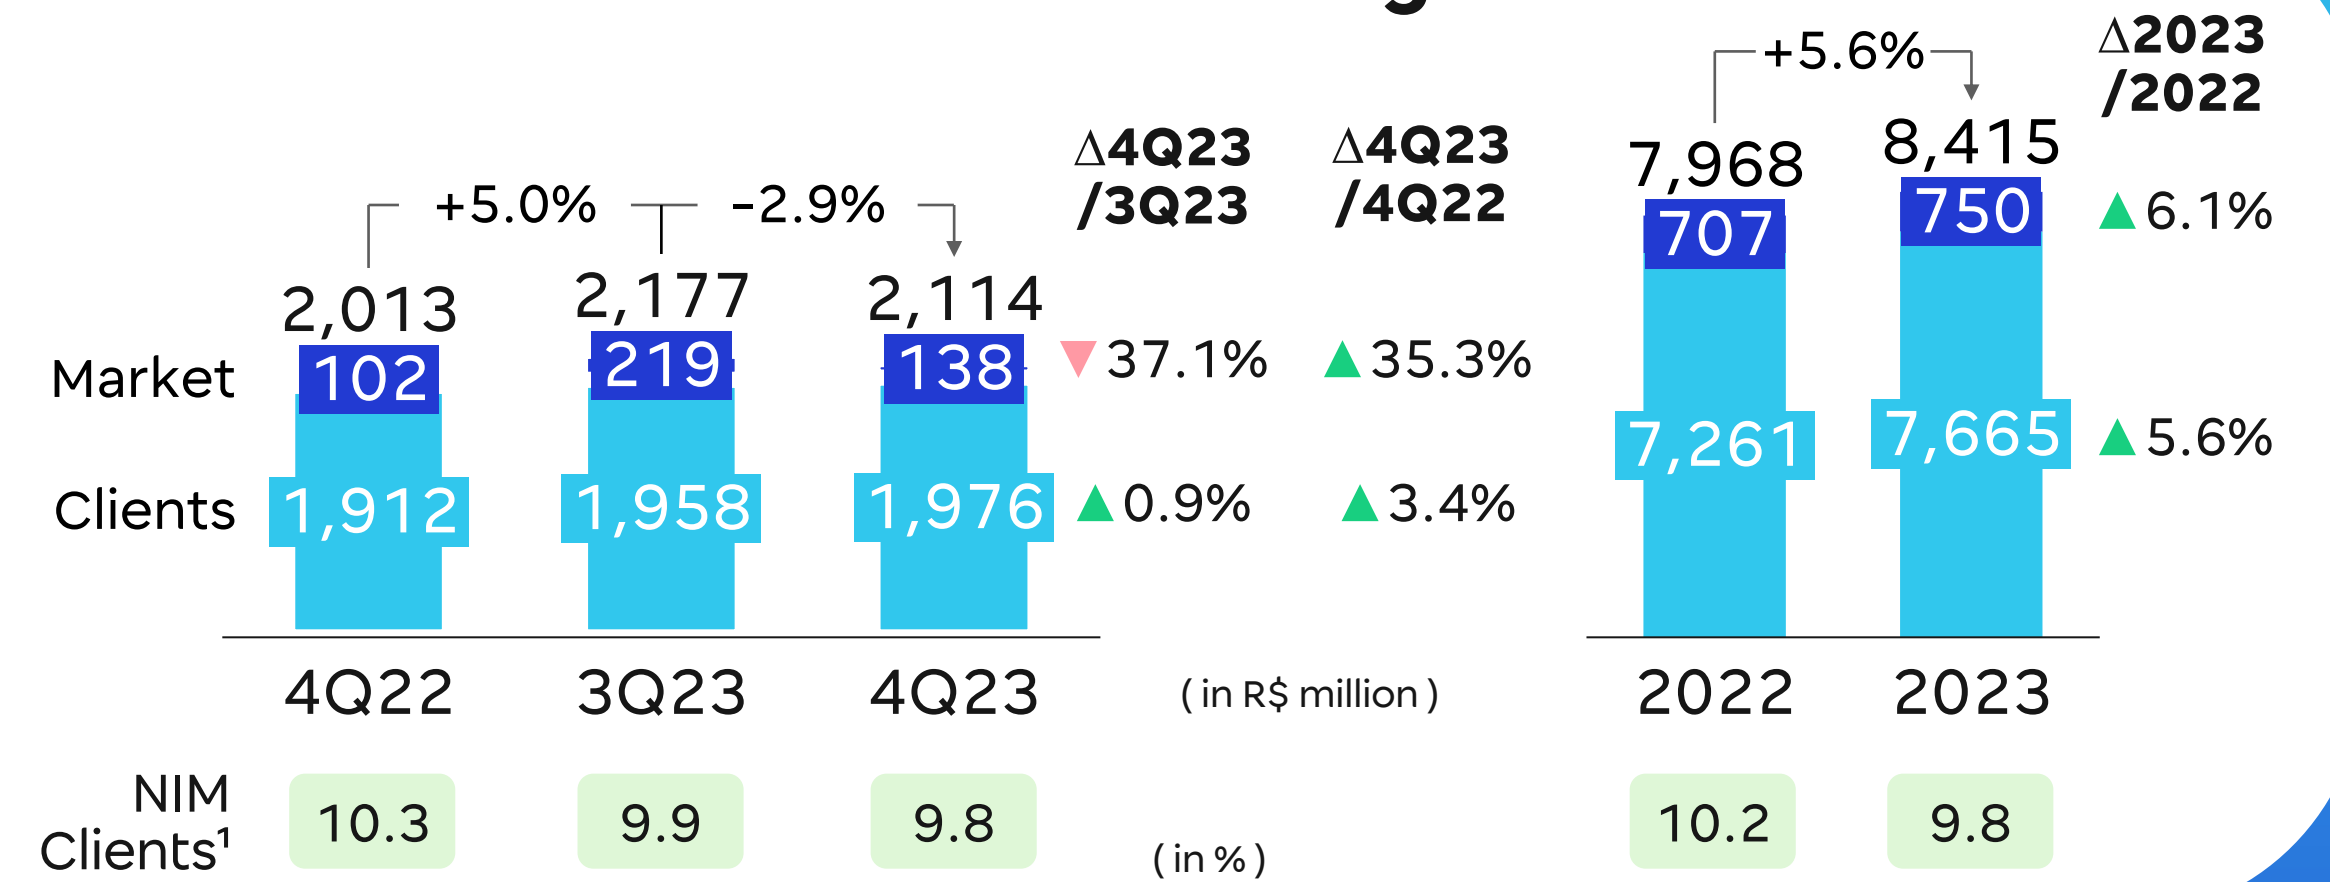 +5.6%
Δ2023
/2022
7,968
8,415
Δ4Q23
/3Q23
Δ4Q23
/4Q22
+5.0%
-2.9%
707
750
▲ 6.1%
2,013
2,177
2,114
Market
102
219
138
▼ 37.1%
▲ 35.3%
7,261
7,665
▲ 5.6%
Clients
1,912
1,958
1,976
▲ 0.9%
▲ 3.4%
4Q22
3Q23
4Q23
( in R$ million )
2022
2023
NIM
Clients¹
10.3
9.9
9.8
( in % )
10.2
9.8